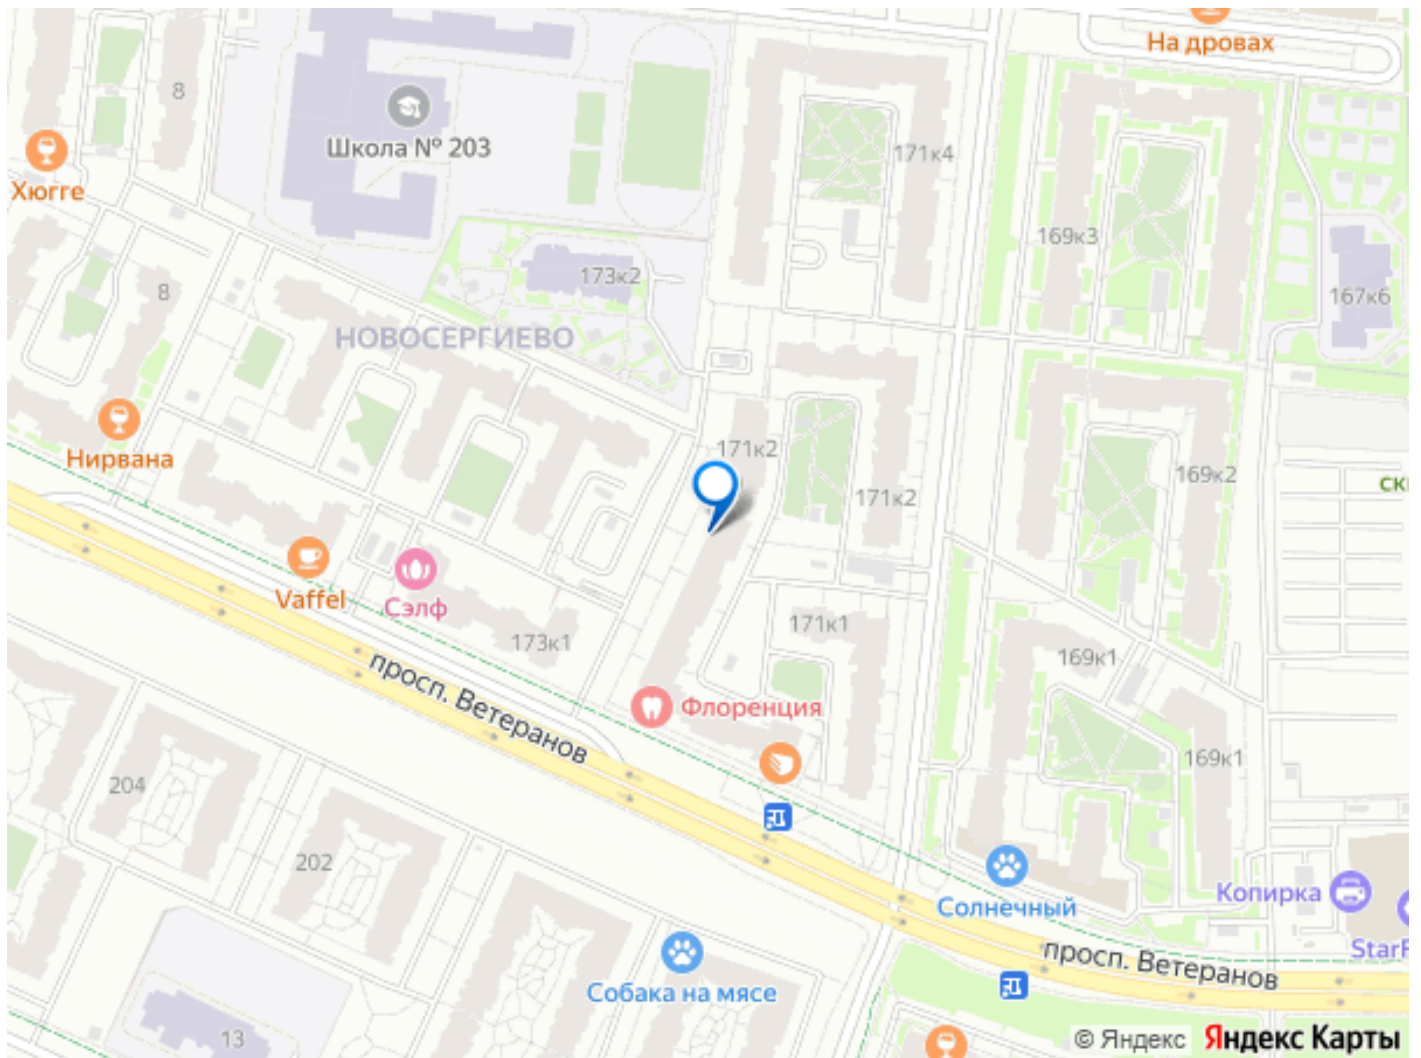 На дровах
8
Школа № 203
171к4
Хюгге
169к3
173к2
8
167к6
НОВОСЕРГИЕВО
171к2
Нирвана
169к2
ск
171к2
Vaffel
Сэлф
171к1
173к1
169к1
просп. Ветеранов
Флоренция
169к1
204
202
Копирка
Солнечный
просп. Ветеранов
StarF
Собака на мясе
13
© Яндекс Яндекс Карты